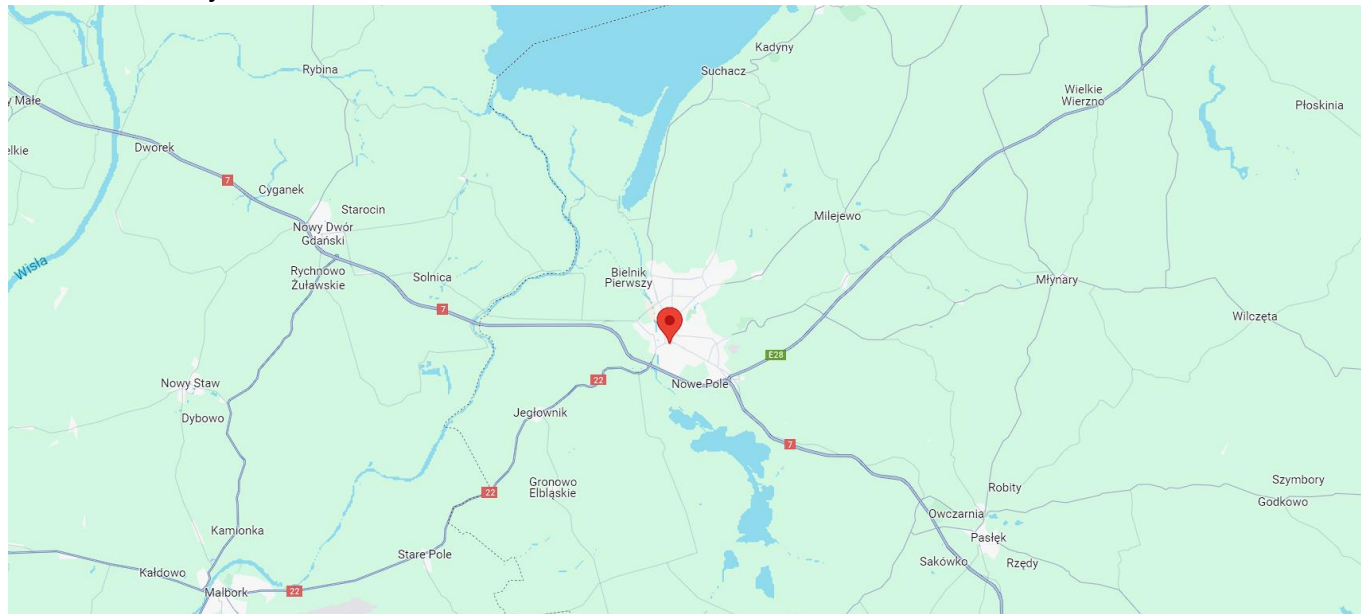 Kadyny
Suchacz
Rybina
Wielkie
Wierzno
y Małe
Płoskinia
Dworek
elkie
7
Cyganek
Starocin
Milejewo
Nowy Dwór
Gdański
Wisła
Rychnowo
Żuławskie
Solnica
Bielnik
Pierwszy
Młynary
7
Wilczęta
E28
Nowy Staw
22
Nowe Pole
Dybowo
Jegłownik
7
Gronowo
Elbląskie
22
Robity
Szymbory
Godkowo
Owczarnia
Kamionka
Pasłęk
Stare Pole
Sakówko
Rzędy
Kałdowo
Malbork
22